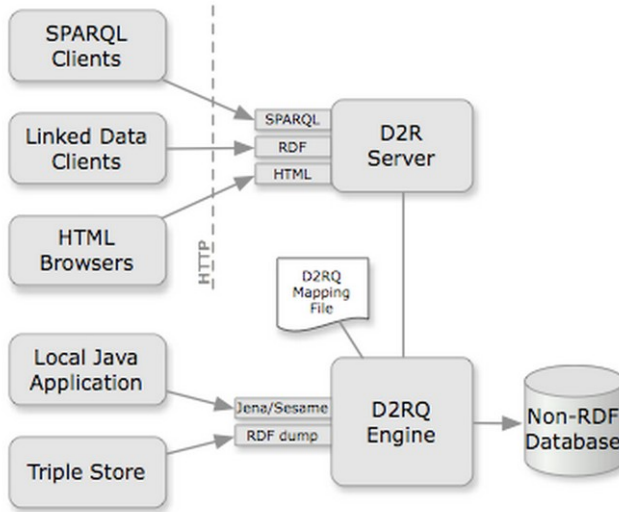 SPARQL
Clients
Linked Data
Clients
HTML
Browsers
HTTP
SPARQL
RDF
HTML
D2R
Server
D2RQ
Mapping
File
Local Java
Application
Triple Store
Jena/Sesame
RDF dump
D2RQ
Engine
Non-RDF
Database